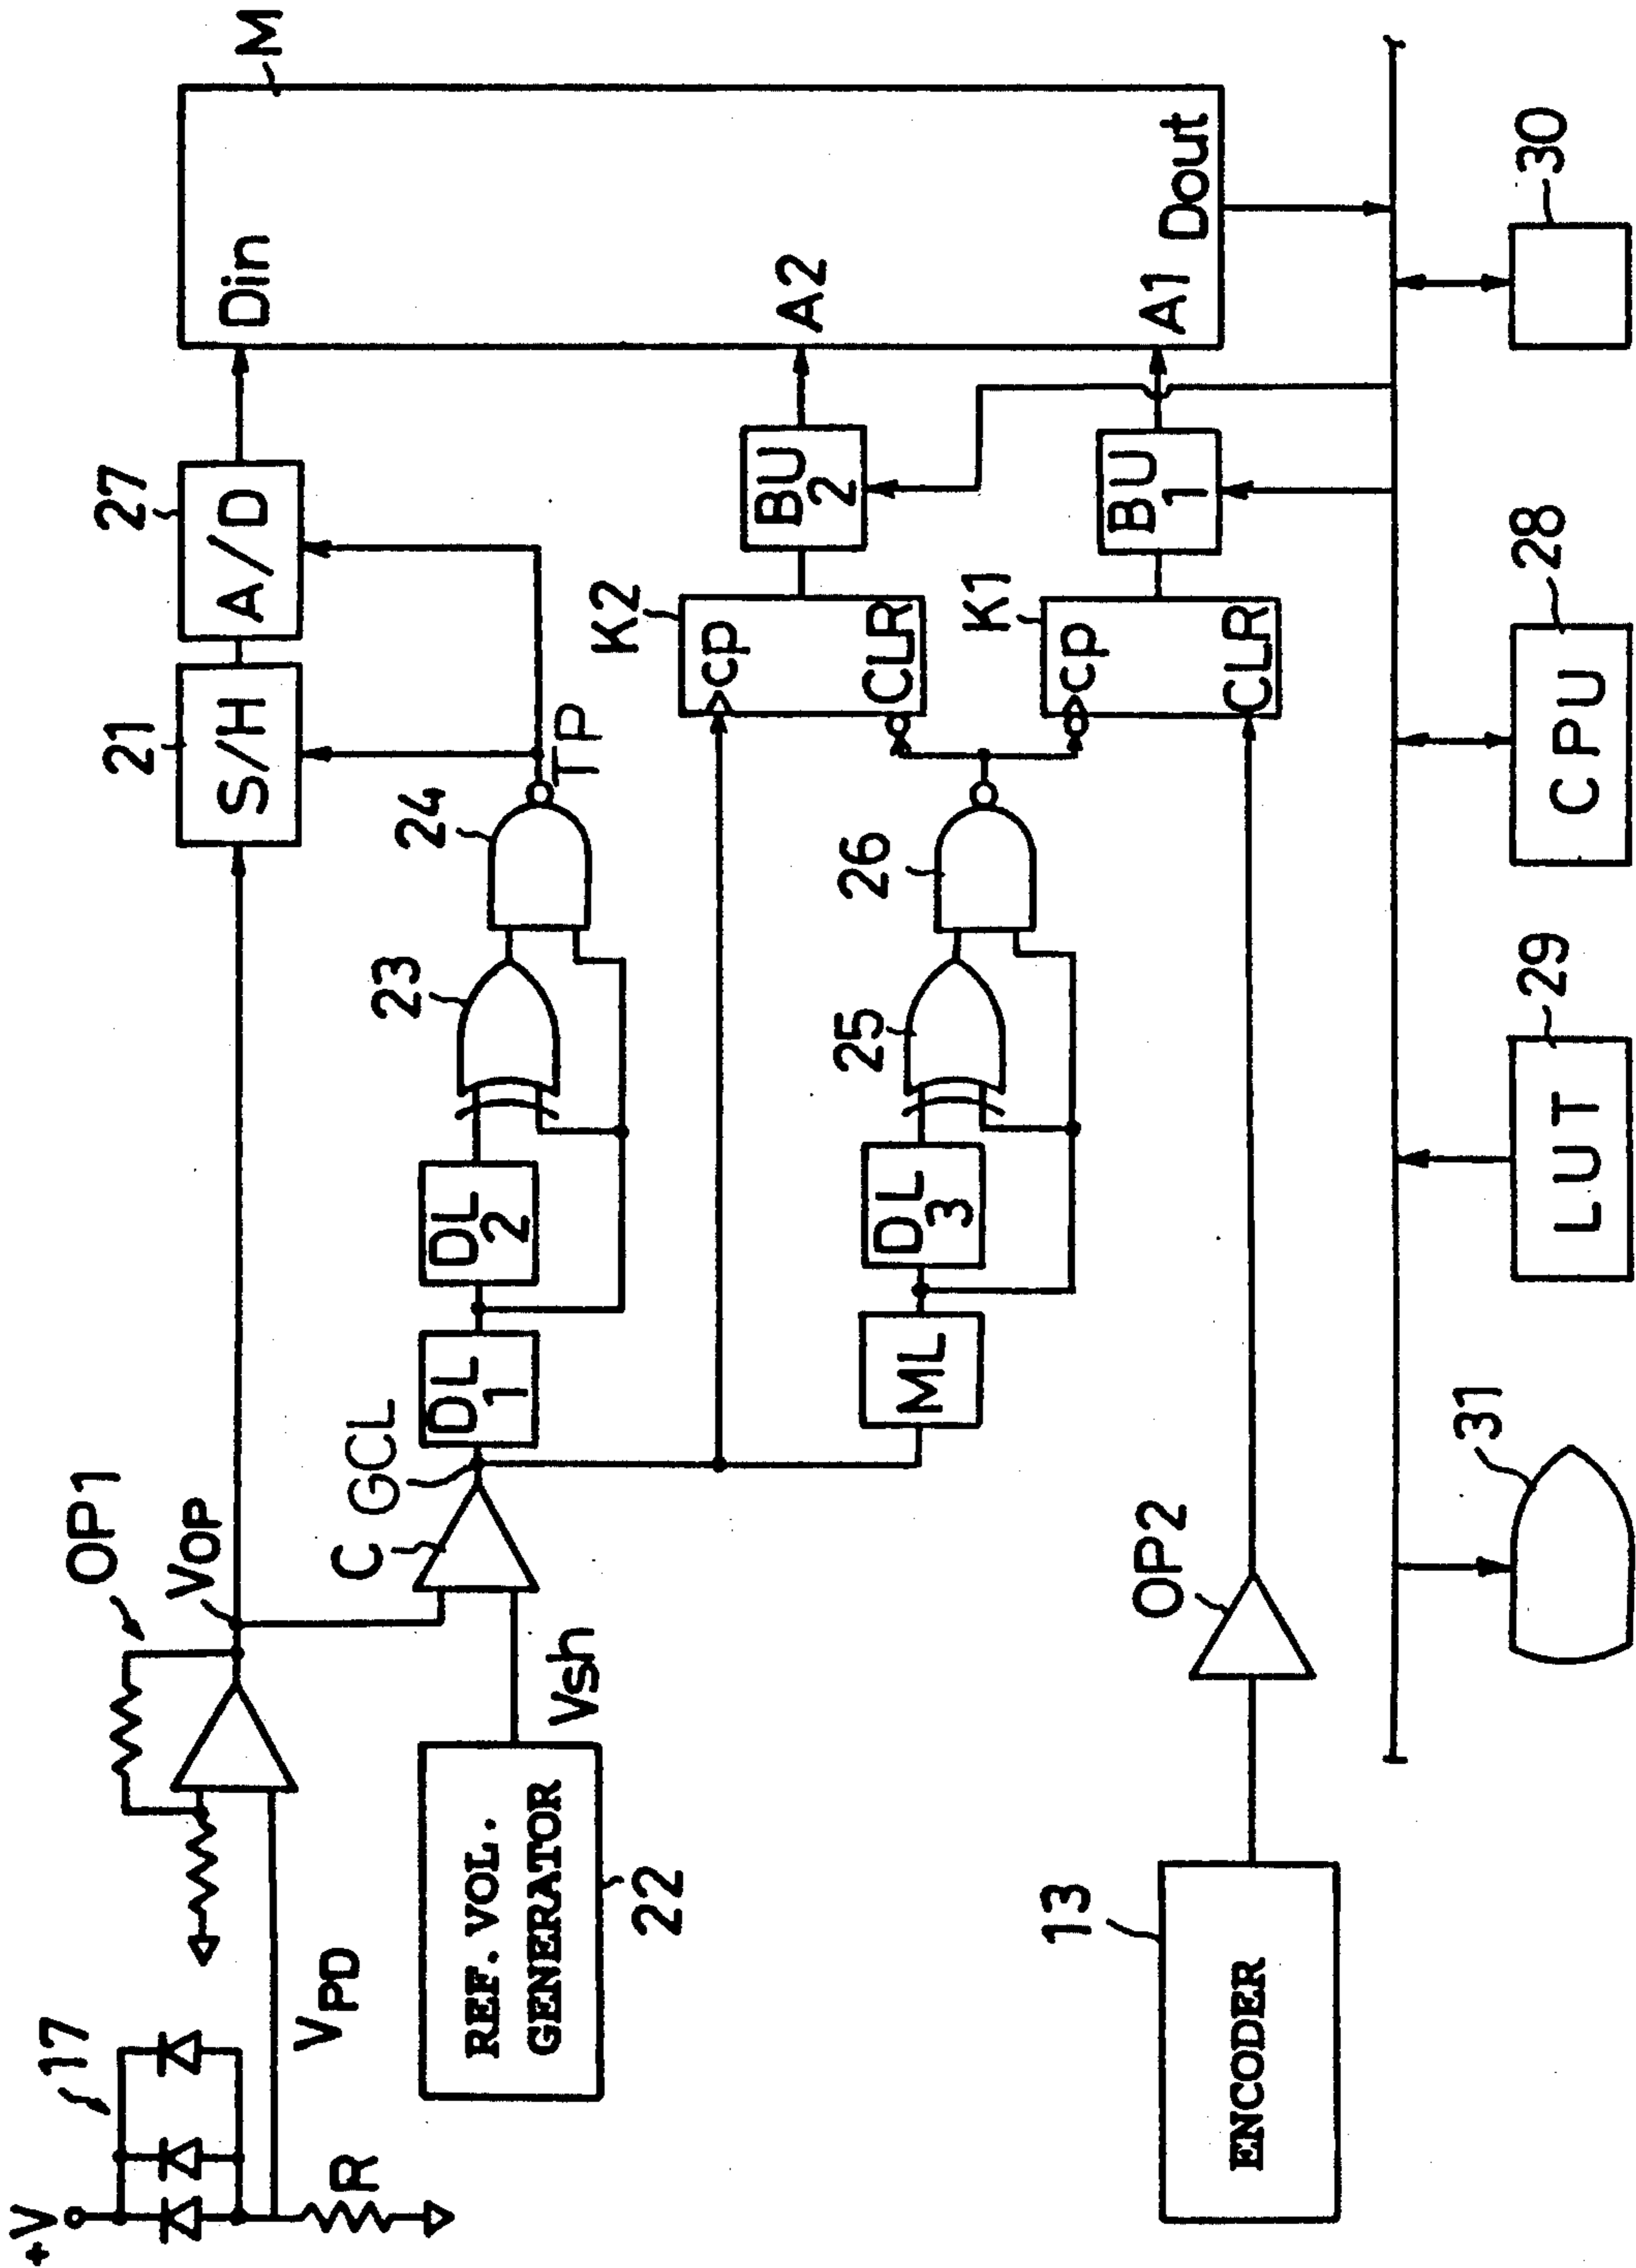 +V
17
R
VPD
OP1
VOP
REF. VOL.
GENERATOR
22
Vsh
C
GCL
DL
1
DL
2
23
24
TP
21
S/H
27
A/D
M
Din
A2
A1
Dout
ML
DL
3
25
26
K2
cp
CLR
BU
2
K1
cp
CLR
BU
1
13
ENCODER
OP2
31
29
LUT
28
CPU
30